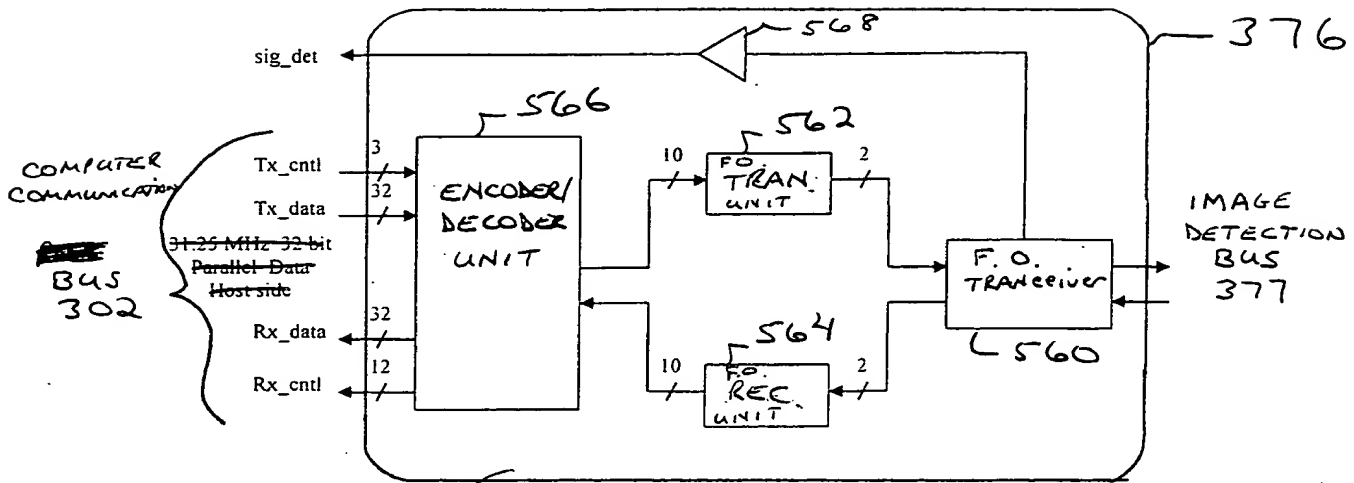 sig_det
568
376
566
562
COMPUTER
COMMUNICATION
BUS
302
Tx_cntl
3
Tx_data
32
31.25 MHz 32-bit
Parallel Data
Host side
Rx_data
32
Rx_cntl
12
ENCODER/
DECODER
UNIT
10
F.O.
TRAN.
UNIT
2
564
10
F.O.
REC.
UNIT
2
F. O.
TRANceiver
560
IMAGE
DETECTION
BUS
377